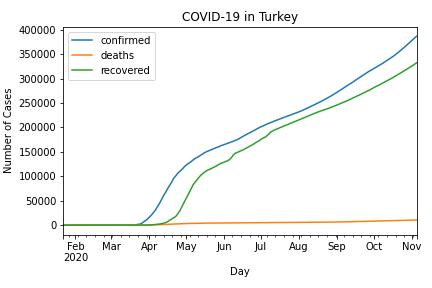 COVID-19 in Turkey
confirmed
deaths
recovered
Number of Cases
400000
350000
300000
250000
200000
150000
100000
50000
0
Feb Mar Apr May Jun Jul Aug Sep Oct Nov
2020
Day